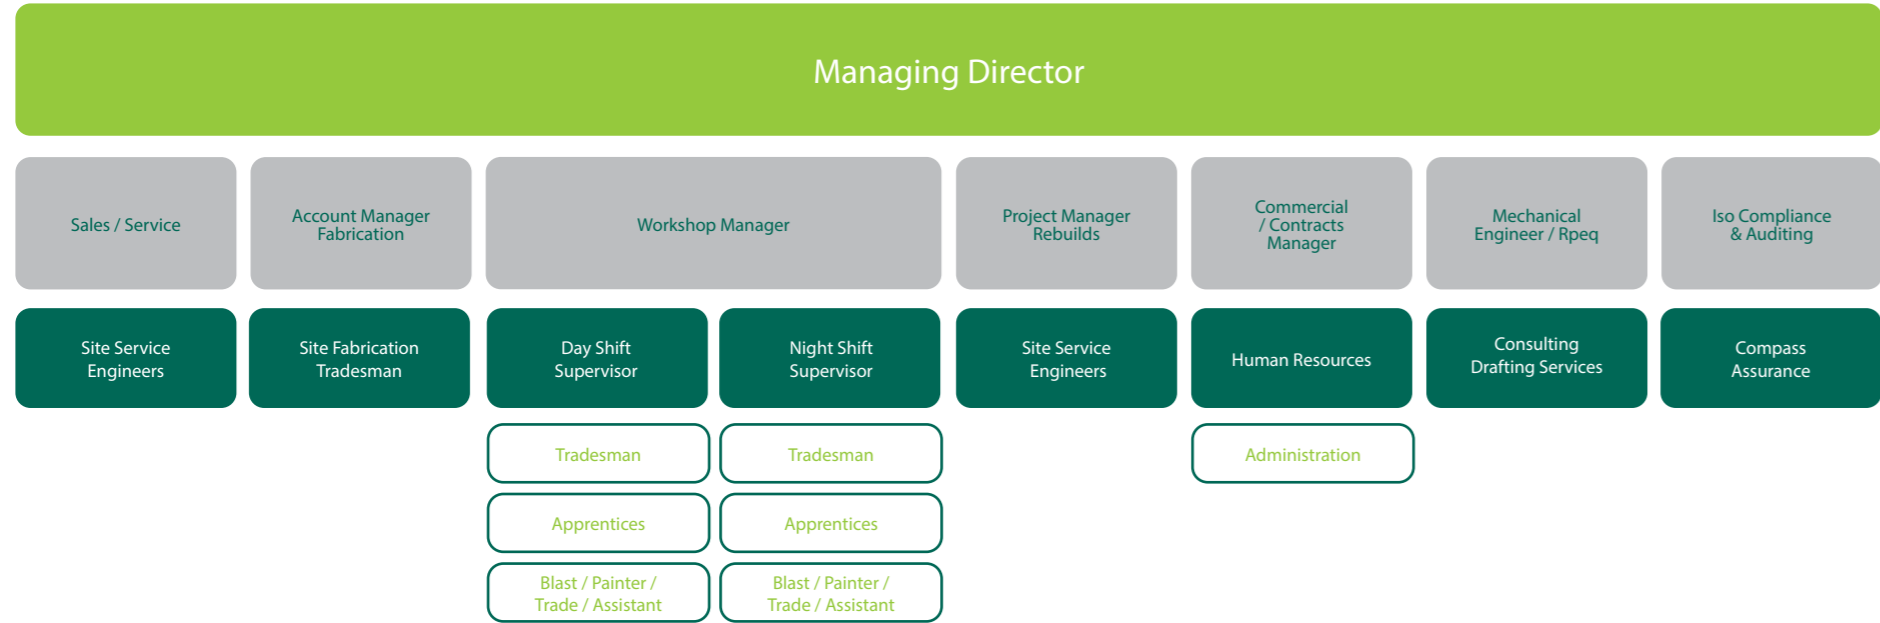 Managing Director
Sales / Service
Account Manager
Fabrication
Workshop Manager
Project Manager
Rebuilds
Commercial
/ Contracts
Manager
Mechanical
Engineer / Rpeq
Iso Compliance
& Auditing
Site Service
Engineers
Site Fabrication
Tradesman
Day Shift
Supervisor
Night Shift
Supervisor
Site Service
Engineers
Human Resources
Consulting
Drafting Services
Compass
Assurance
Tradesman
Tradesman
Administration
Apprentices
Apprentices
Blast / Painter /
Trade / Assistant
Blast / Painter /
Trade / Assistant